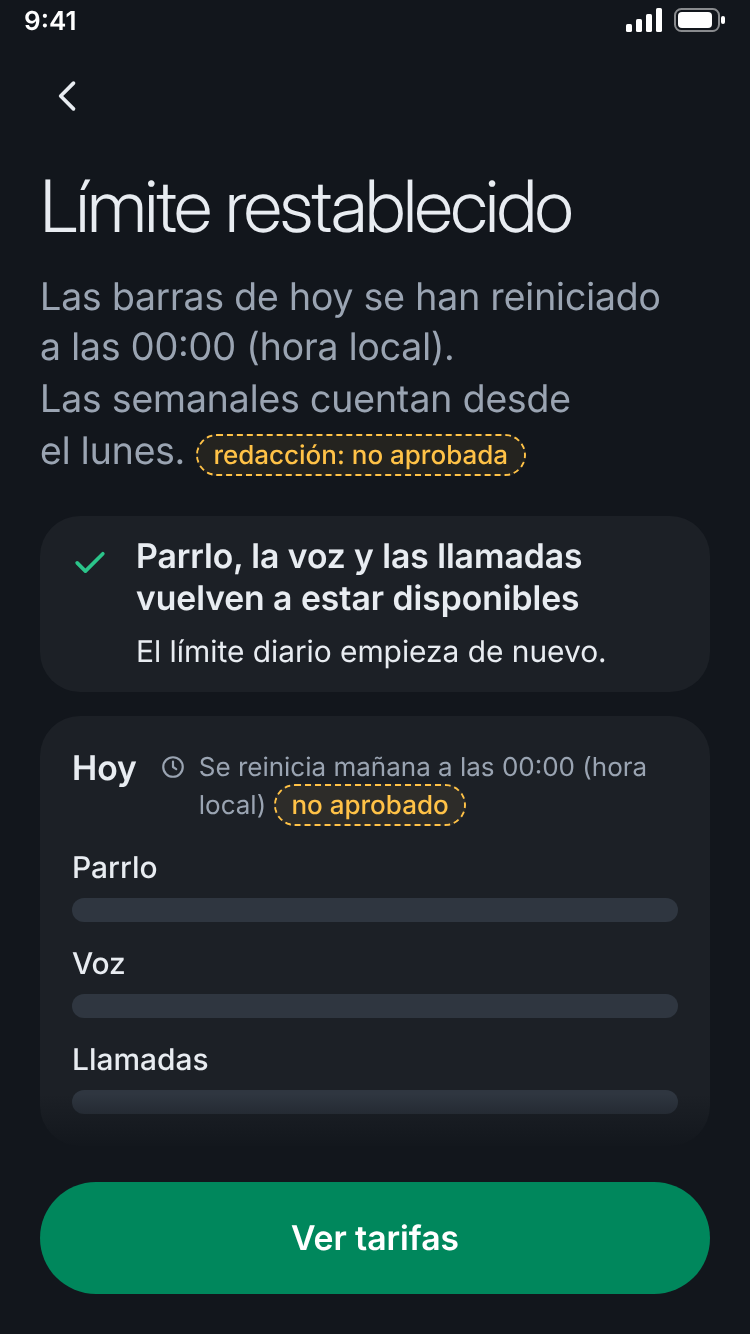 9:41
Límite restablecido
Las barras de hoy se han reiniciado
a las 00:00 (hora local).
Las semanales cuentan desde
el lunes. redacción: no aprobada
Parrlo, la voz y las llamadas
vuelven a estar disponibles
El límite diario empieza de nuevo.
Hoy Se reinicia mañana a las 00:00 (hora
local) no aprobado
Parrlo
Voz
Llamadas
Ver tarifas